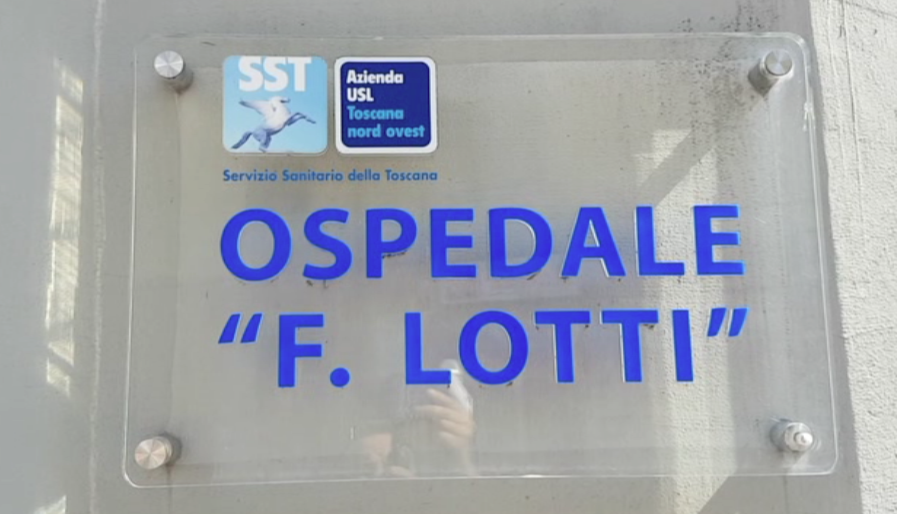 SST
Azienda
USL
Toscana
nord ovest
Servizio Sanitario della Toscana
OSPEDALE
“F. LOTTI”